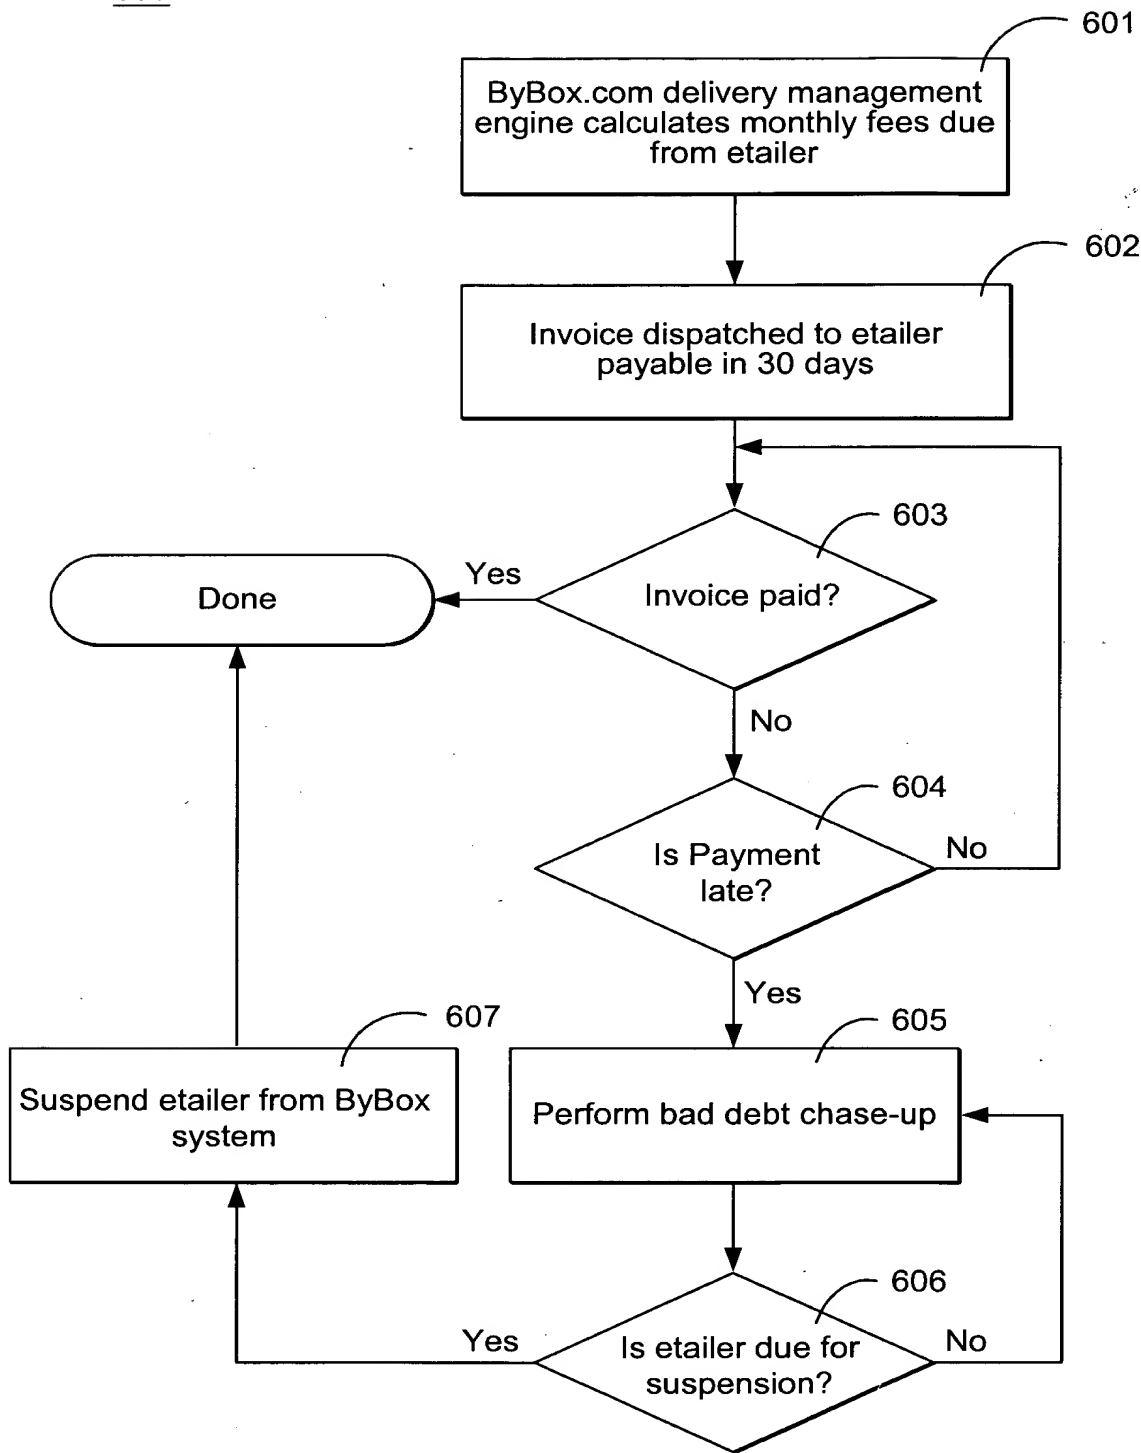 601
ByBox.com delivery management
engine calculates monthly fees due
from etailer
602
Invoice dispatched to etailer
payable in 30 days
603
Invoice paid?
Yes
Done
No
604
Is Payment
late?
No
Yes
605
Perform bad debt chase-up
607
Suspend etailer from ByBox
system
606
Is etailer due for
suspension?
Yes
No